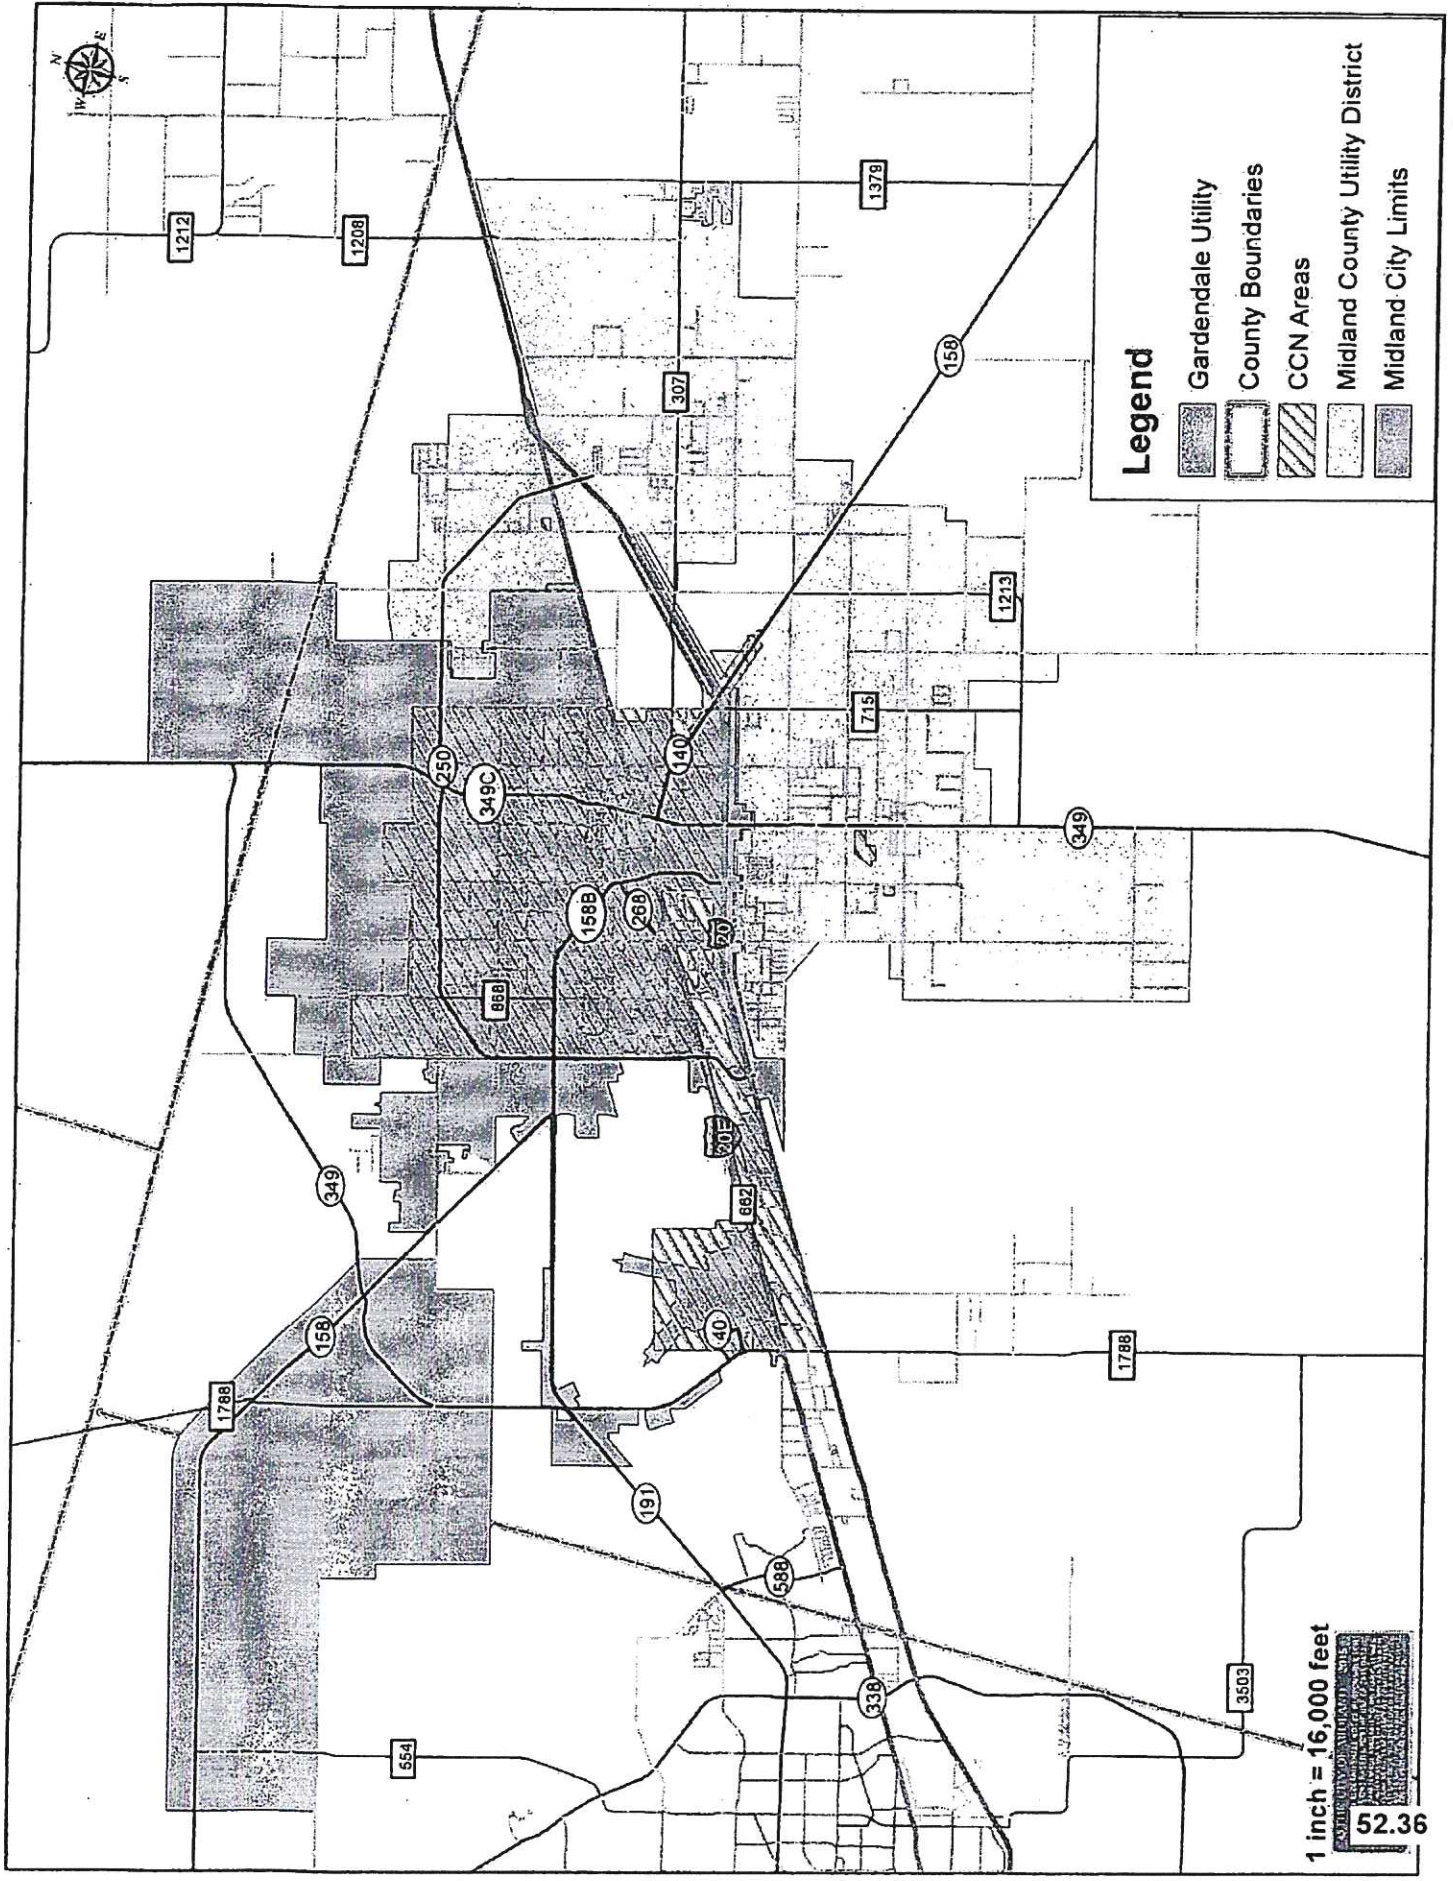 N
E
S
W
1212
1208
1379
307
158
1213
715
250
349C
140
349
158B
268
20
868
349
662
158
40
1788
1788
191
588
338
554
3503
Legend
Gardendale Utility
County Boundaries
CCN Areas
Midland County Utility District
Midland City Limits
1 inch = 16,000 feet
52.36